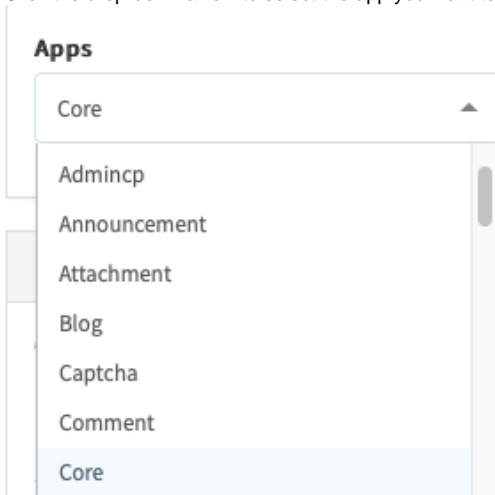 Apps
Core
Admincp
Announcement
Attachment
Blog
Captcha
Comment
Core